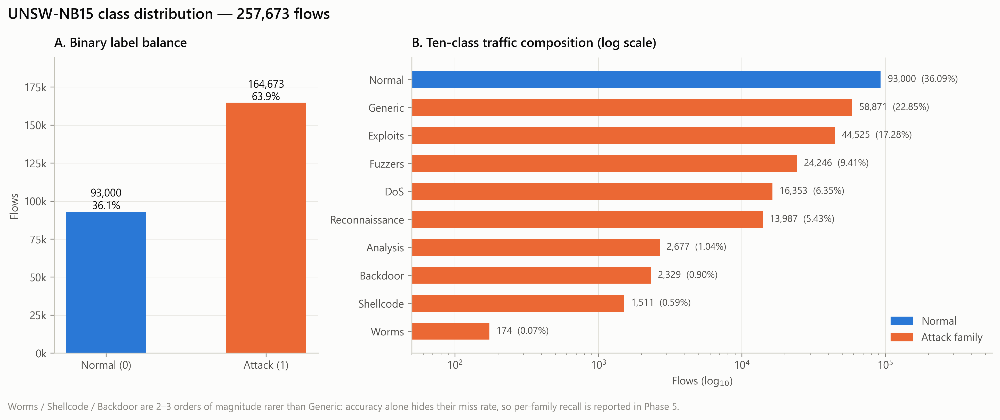 UNSW-NB15 class distribution — 257,673 flows
A. Binary label balance
Flows
175k
150k
125k
100k
75k
50k
25k
0k
93,000
36.1%
164,673
63.9%
Normal (0)
Attack (1)
B. Ten-class traffic composition (log scale)
Normal
93,000 (36.09%)
Generic
58,871 (22.85%)
Exploits
44,525 (17.28%)
Fuzzers
24,246 (9.41%)
DoS
16,353 (6.35%)
Reconnaissance
13,987 (5.43%)
Analysis
2,677 (1.04%)
Backdoor
2,329 (0.90%)
Shellcode
1,511 (0.59%)
Worms
174 (0.07%)
Normal
Attack family
10²
10³
10⁴
10⁵
Flows (log₁₀)
Worms / Shellcode / Backdoor are 2–3 orders of magnitude rarer than Generic: accuracy alone hides their miss rate, so per-family recall is reported in Phase 5.